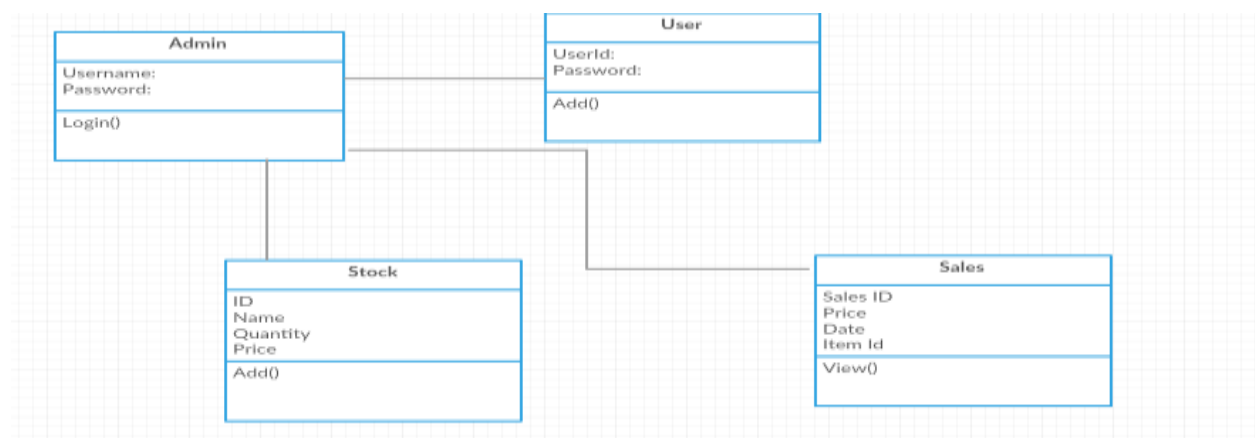 Admin
Username:
Password:
Login()
User
UserId:
Password:
Add()
Stock
ID
Name
Quantity
Price
Add()
Sales
Sales ID
Price
Date
Item Id
View()